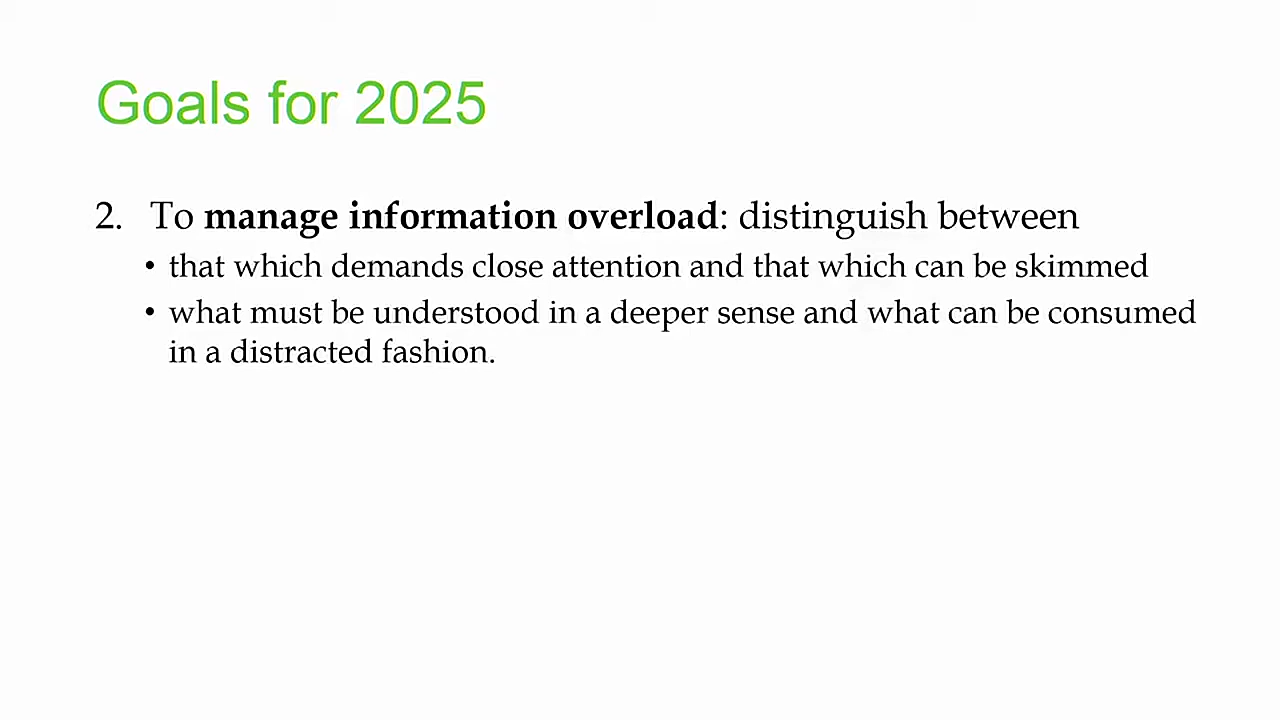 Goals for 2025
2. To manage information overload: distinguish between
• that which demands close attention and that which can be skimmed
• what must be understood in a deeper sense and what can be consumed
in a distracted fashion.